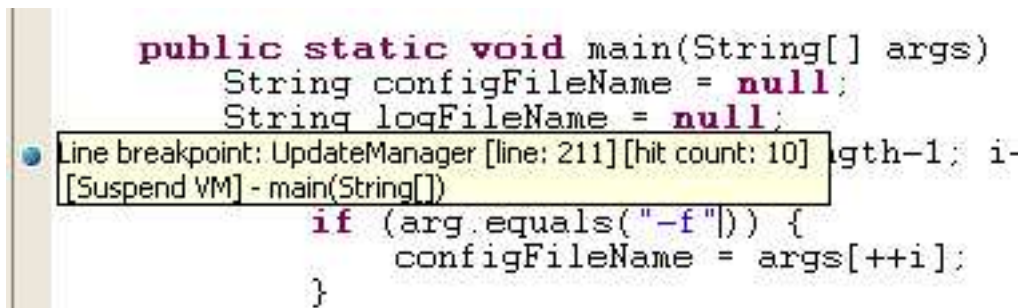 public static void main(String[] args)
String configFileName = null;
String logFileName = null;
Line breakpoint: UpdateManager [line: 211] [hit count: 10]
[Suspend VM] - main(String[])
gth-1; i-
if (arg.equals("-f")) {
configFileName = args[++i];
}